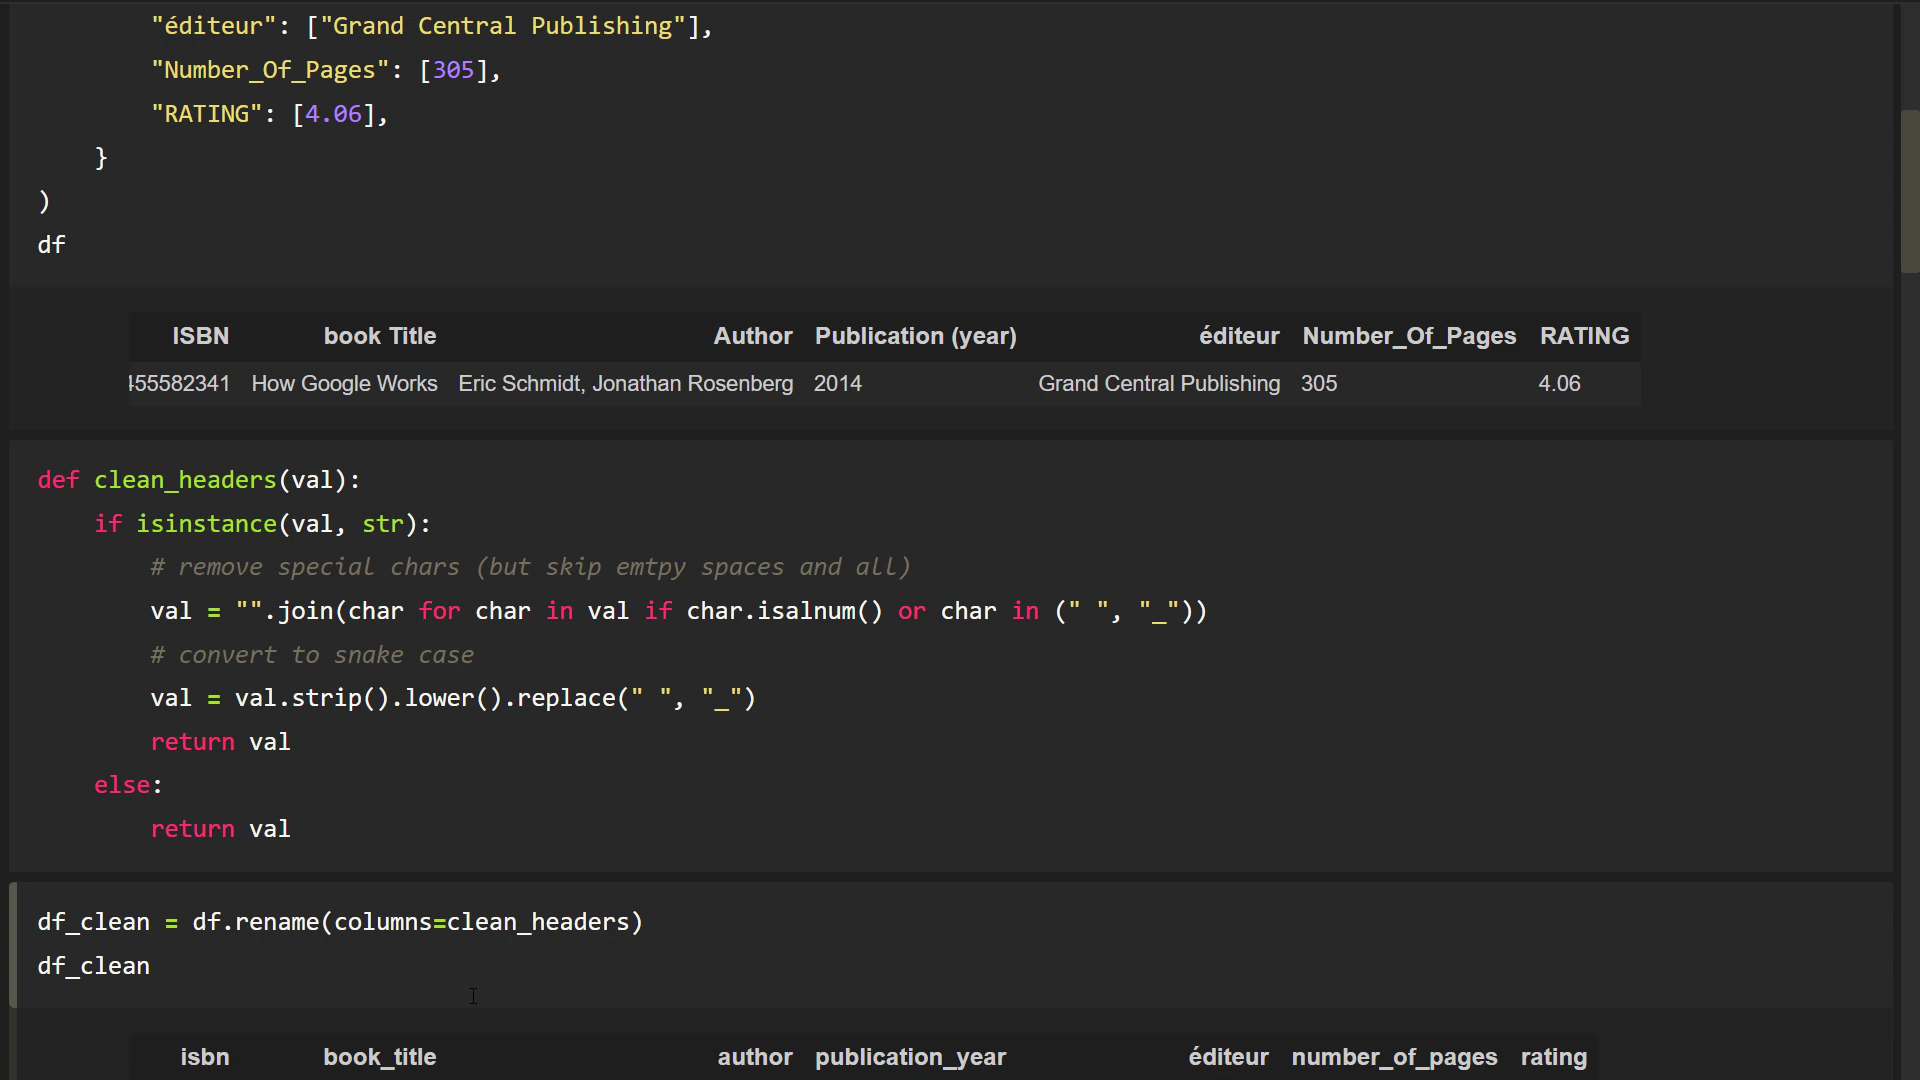 "éditeur": ["Grand Central Publishing"],
"Number_Of_Pages": [305],
"RATING": [4.06],
}
)
df
ISBN book Title Author Publication (year) éditeur Number_Of_Pages RATING
455582341 How Google Works Eric Schmidt, Jonathan Rosenberg 2014 Grand Central Publishing 305 4.06
def clean_headers(val):
if isinstance(val, str):
# remove special chars (but skip emtpy spaces and all)
val = "".join(char for char in val if char.isalnum() or char in (" ", "_"))
# convert to snake case
val = val.strip().lower().replace(" ", "_")
return val
else:
return val
df_clean = df.rename(columns=clean_headers)
df_clean
isbn book_title author publication_year éditeur number_of_pages rating